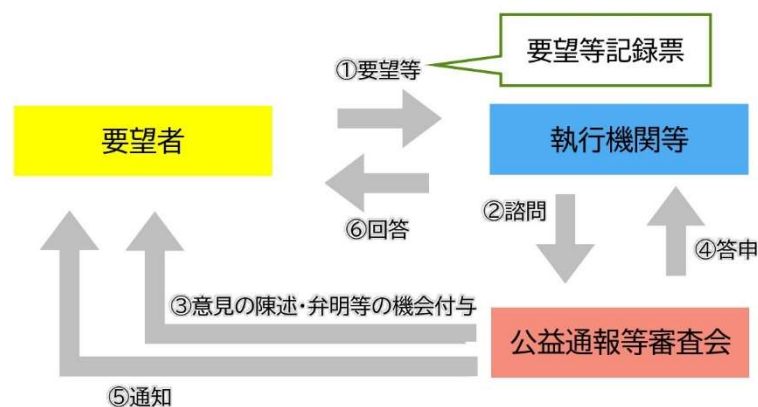 要望等記録票
①要望等
要望者
執行機関等
②諮問
⑥回答
④答申
③意見の陳述・弁明等の機会付与
公益通報等審査会
⑤通知